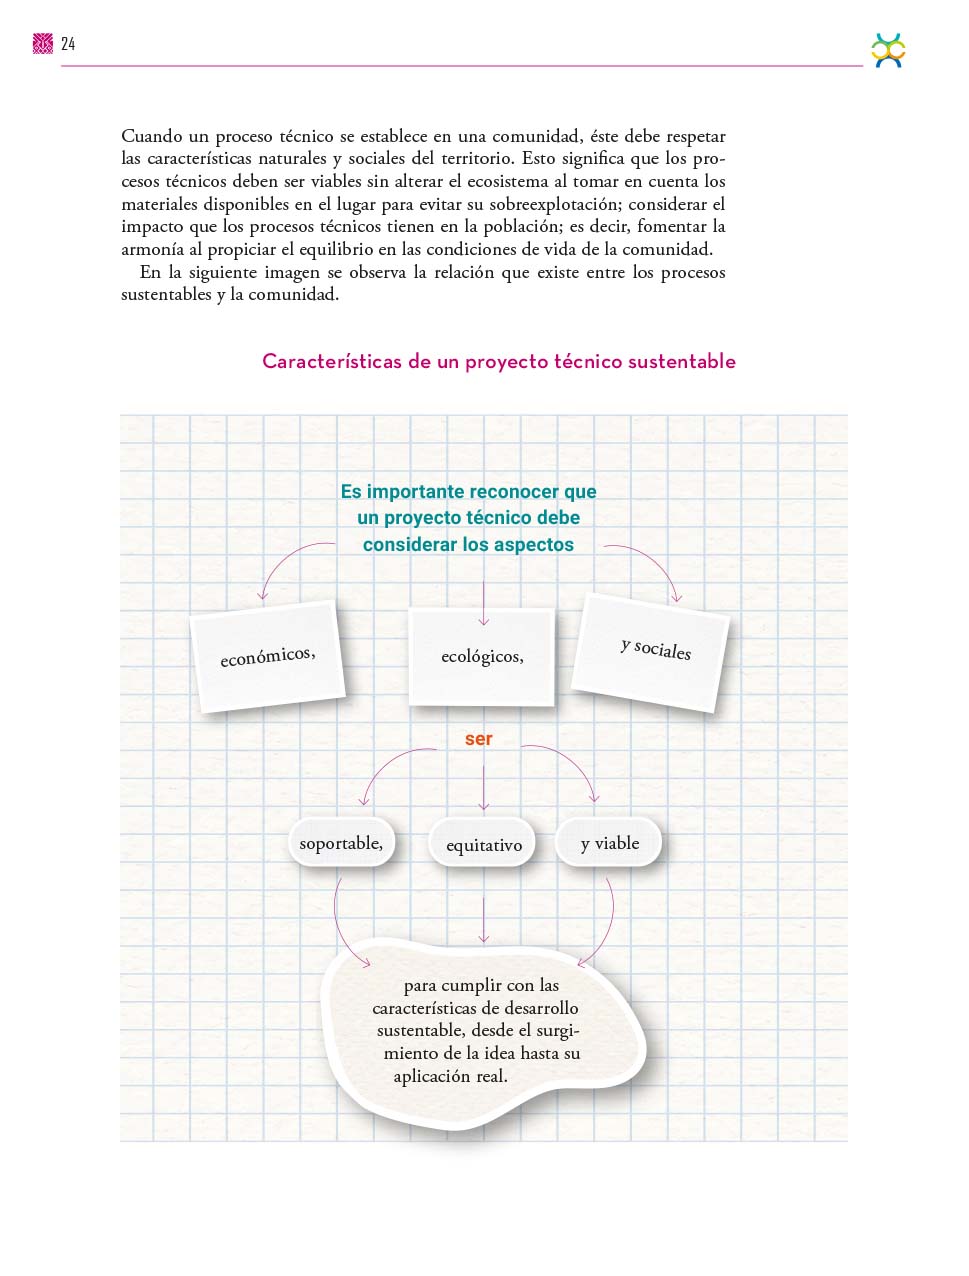 24
Cuando un proceso técnico se establece en una comunidad, éste debe respetar
las características naturales y sociales del territorio. Esto significa que los pro-
cesos técnicos deben ser viables sin alterar el ecosistema al tomar en cuenta los
materiales disponibles en el lugar para evitar su sobreexplotación; considerar el
impacto que los procesos técnicos tienen en la población; es decir, fomentar la
armonía al propiciar el equilibrio en las condiciones de vida de la comunidad.
En la siguiente imagen se observa la relación que existe entre los procesos
sustentables y la comunidad.
Características de un proyecto técnico sustentable
Es importante reconocer que
un proyecto técnico debe
considerar los aspectos
económicos,
ecológicos,
y sociales
ser
soportable,
equitativo
y viable
para cumplir con las
características de desarrollo
sustentable, desde el surgi-
miento de la idea hasta su
aplicación real.